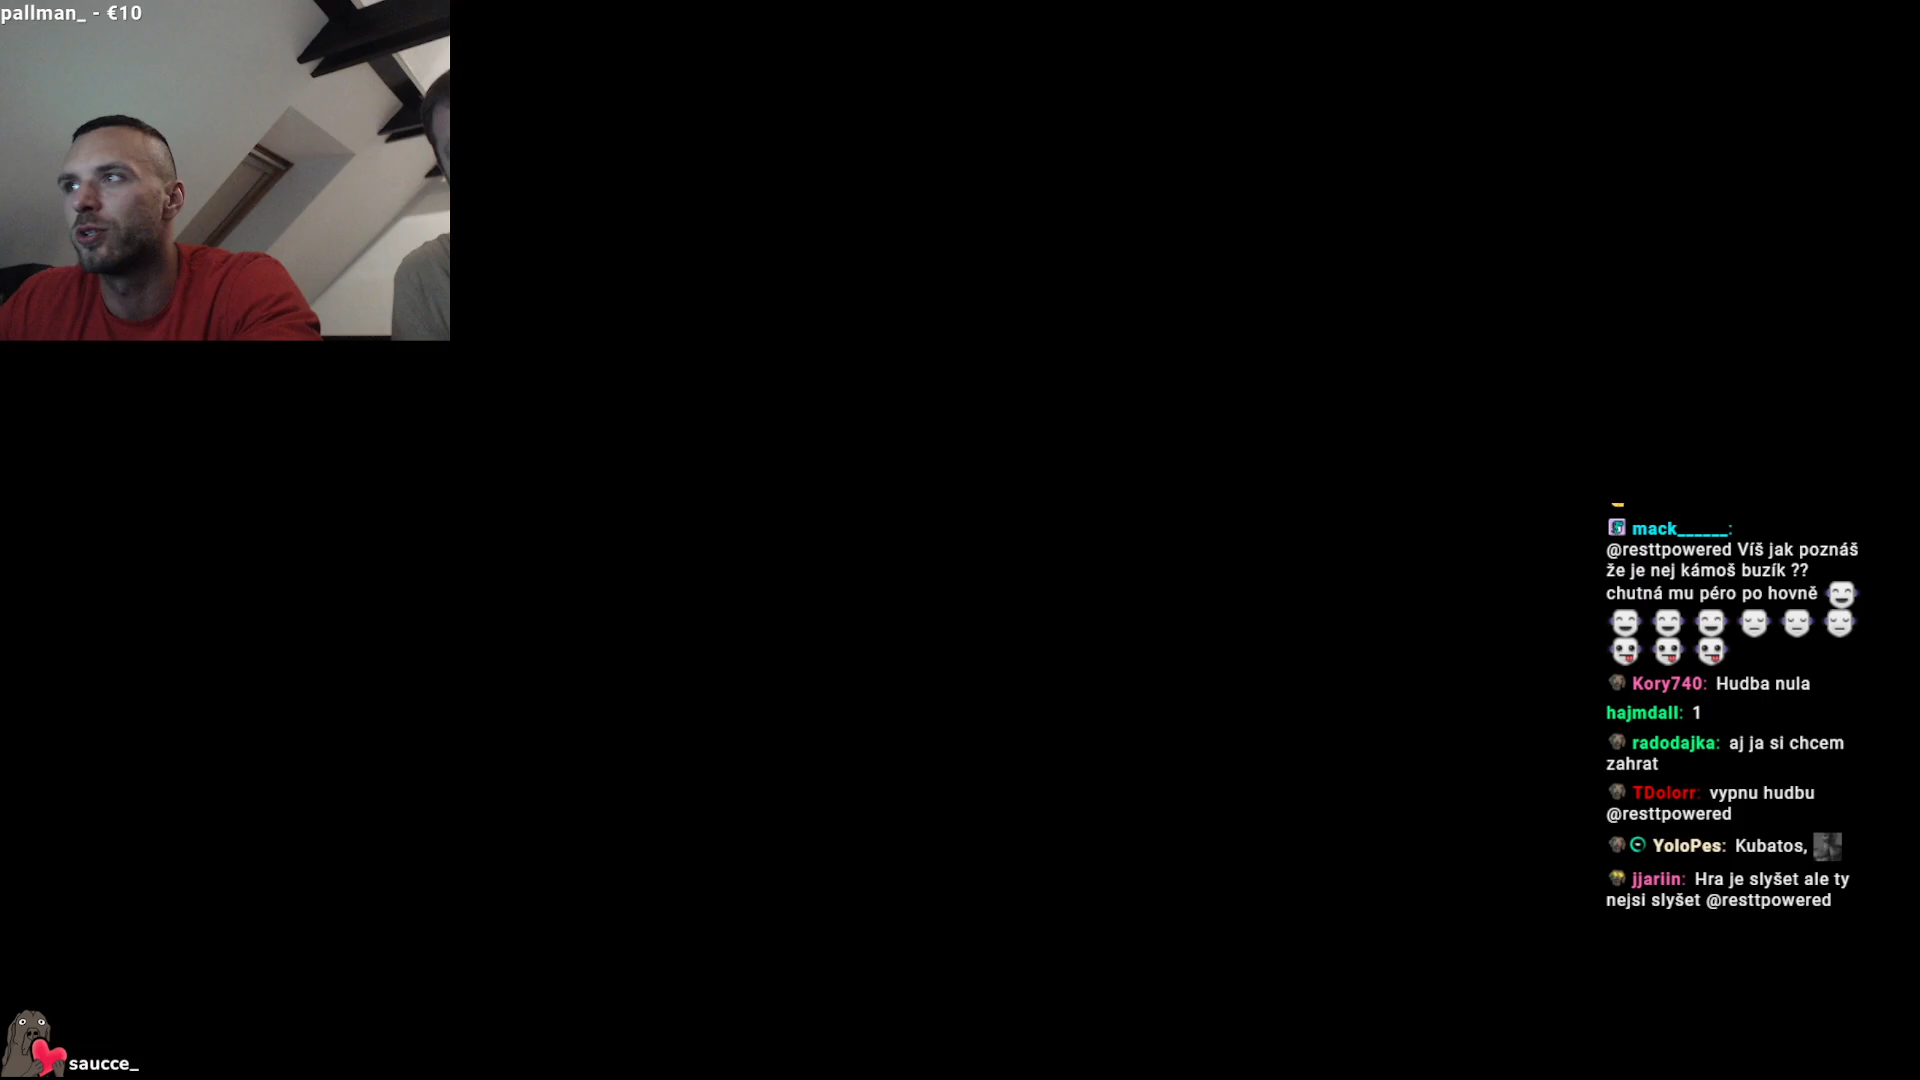 pallman_ - €10
mack______:
@resttpowered Víš jak poznáš
že je nej kámoš buzík ??
chutná mu péro po hovně
Kory740: Hudba nula
hajmdall: 1
radodajka: aj ja si chcem
zahrat
TDolorr: vypnu hudbu
@resttpowered
YoloPes: Kubatos,
jjariin: Hra je slyšet ale ty
nejsi slyšet @resttpowered
saucce_